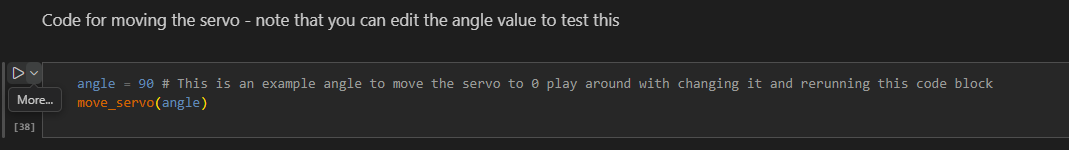 Code for moving the servo - note that you can edit the angle value to test this
angle = 90 # This is an example angle to move the servo to 0 play around with changing it and rerunning this code block
More...
move_servo(angle)
[38]